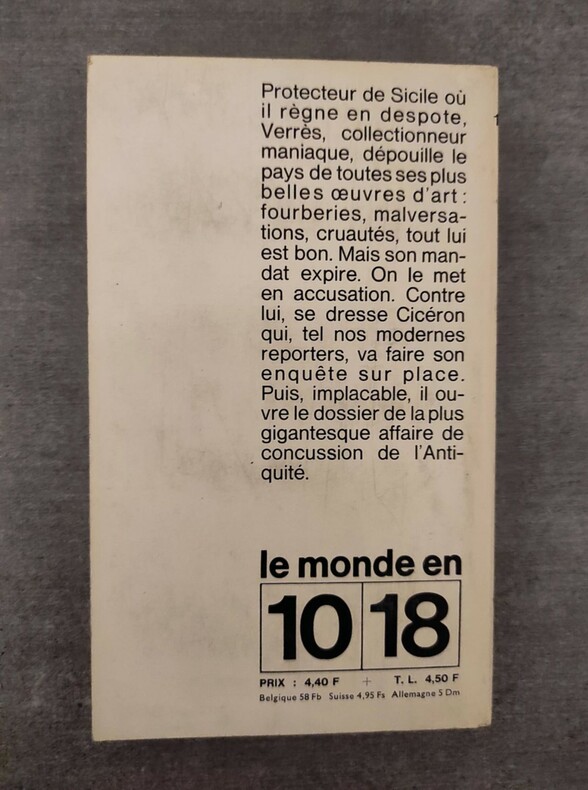 Protecteur de Sicile où
il règne en despote,
Verrès, collectionneur
maniaque, dépouille le
pays de toutes ses plus
belles œuvres d'art :
fourberies, malversa-
tions, cruautés, tout lui
est bon. Mais son man-
dat expire. On le met
en accusation. Contre
lui, se dresse Cicéron
qui, tel nos modernes
reporters, va faire son
enquête sur place.
Puis, implacable, il ou-
vre le dossier de la plus
gigantesque affaire de
concussion de l'Anti-
quité.
le monde en
10 18
PRIX : 4,40 F + T. L. 4,50 F
Belgique 58 Fb Suisse 4,95 Fs Allemagne 5 Dm